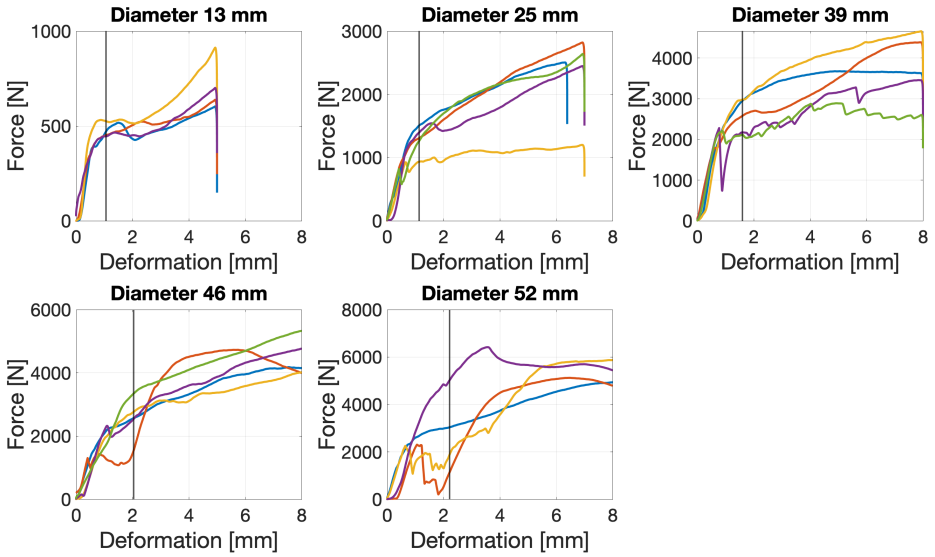 Diameter 13 mm
1000
500
0
Force [N]
0 2 4 6 8
Deformation [mm]
Diameter 25 mm
3000
2000
1000
0
Force [N]
0 2 4 6 8
Deformation [mm]
Diameter 39 mm
4000
3000
2000
1000
0
Force [N]
0 2 4 6 8
Deformation [mm]
Diameter 46 mm
6000
4000
2000
0
Force [N]
0 2 4 6 8
Deformation [mm]
Diameter 52 mm
8000
6000
4000
2000
0
Force [N]
0 2 4 6 8
Deformation [mm]